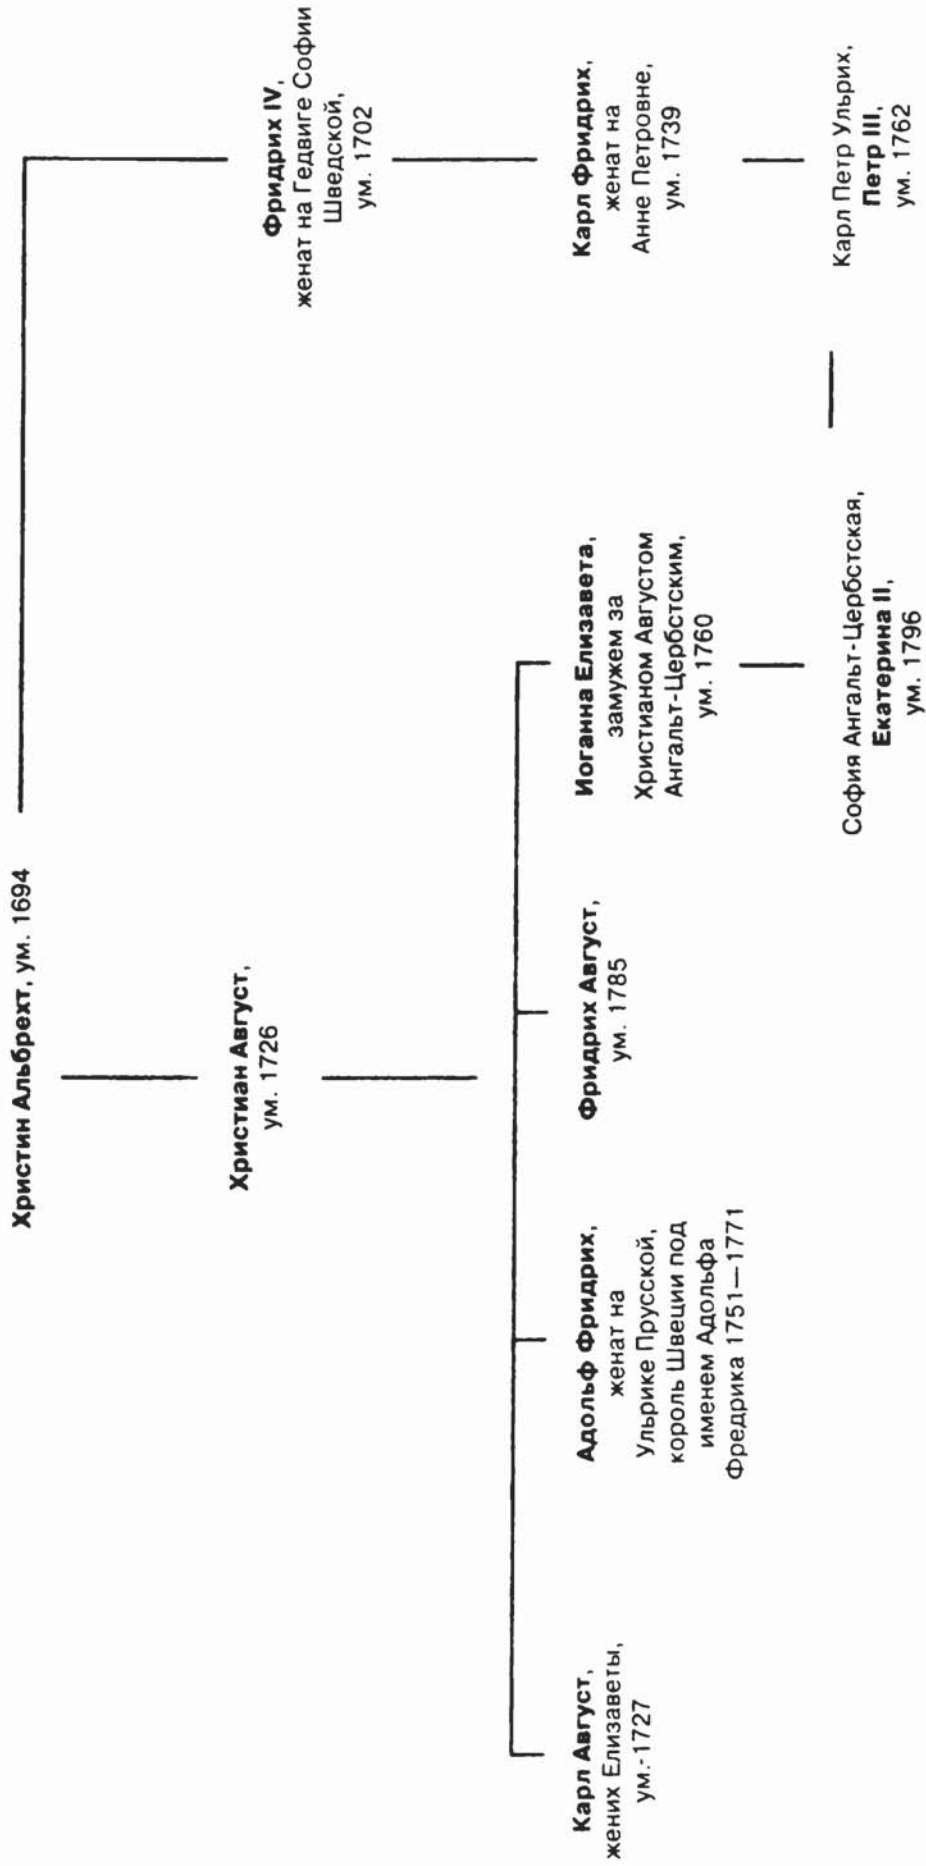 Христин Альбрехт, ум. 1694
Христиан Август,
ум. 1726
Фридрих IV,
женат на Гедвиге Софии
Шведской,
ум. 1702
Карл Август,
жених Елизаветы,
ум.-1727
Адольф Фридрих,
женат на
Ульрике Прусской,
король Швеции под
именем Адольфа
Фредрика 1751—1771
Фридрих Август,
ум. 1785
Иоганна Елизавета,
замужем за
Христианом Августом
Ангальт-Цербстским,
ум. 1760
Карл Фридрих,
женат на
Анне Петровне,
ум. 1739
София Ангальт-Цербстская,
Екатерина II,
ум. 1796
Карл Петр Ульрих,
Петр III,
ум. 1762